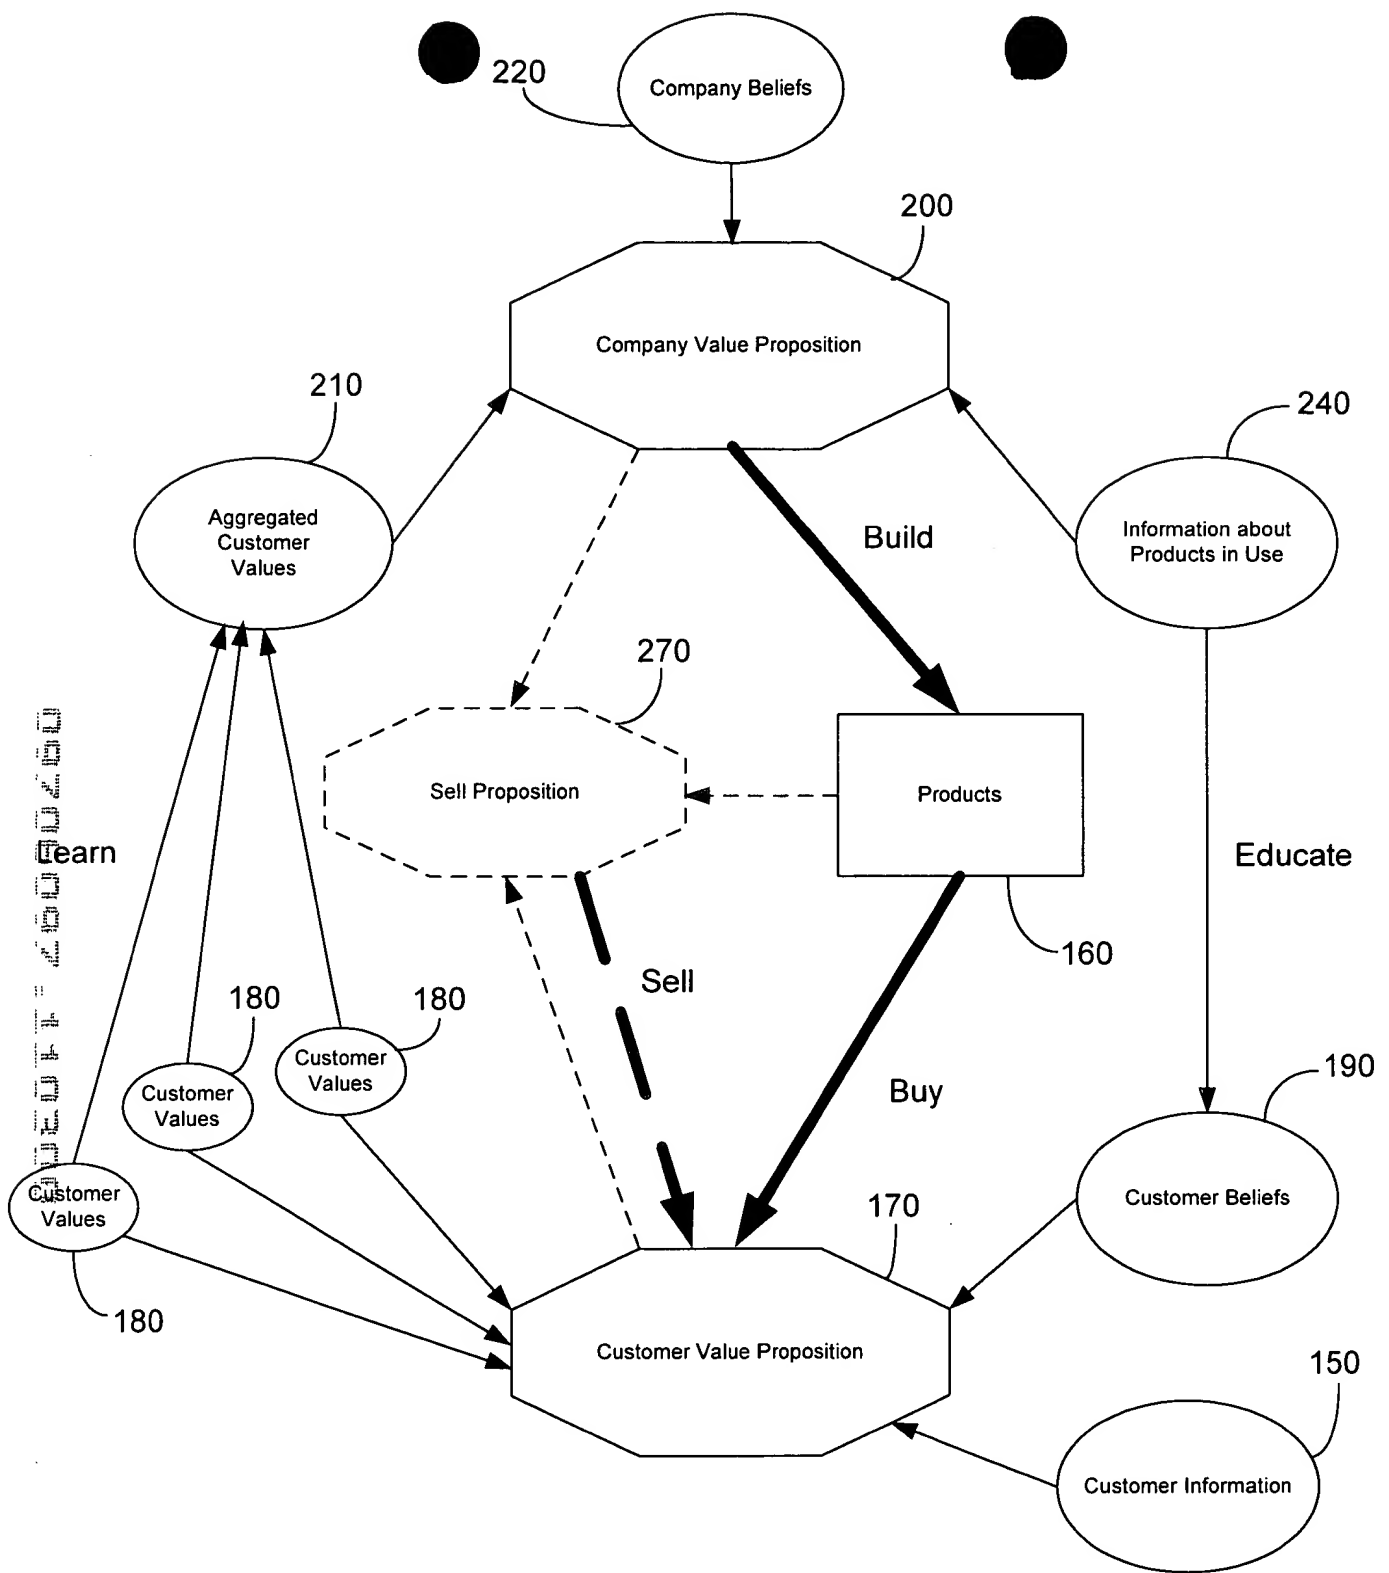 220
Company Beliefs
200
Company Value Proposition
210
240
Aggregated
Customer
Values
Information about
Products in Use
Build
270
Sell Proposition
Products
Learn
Educate
160
Sell
180
180
Customer
Values
Customer
Values
Buy
190
Customer
Values
Customer Beliefs
170
180
Customer Value Proposition
150
Customer Information